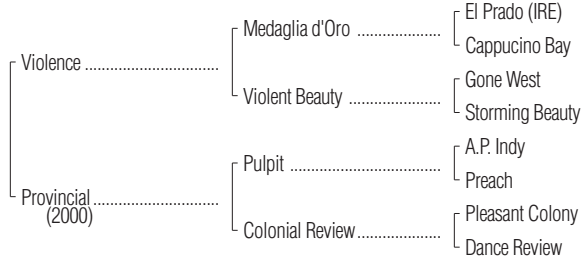 El Prado (IRE)
Medaglia d'Oro ....................
Cappucino Bay
Violence .................................
Gone West
Violent Beauty ......................
Storming Beauty
A.P. Indy
Pulpit .....................................
Preach
Provincial ...............................
(2000)
Pleasant Colony
Colonial Review ....................
Dance Review